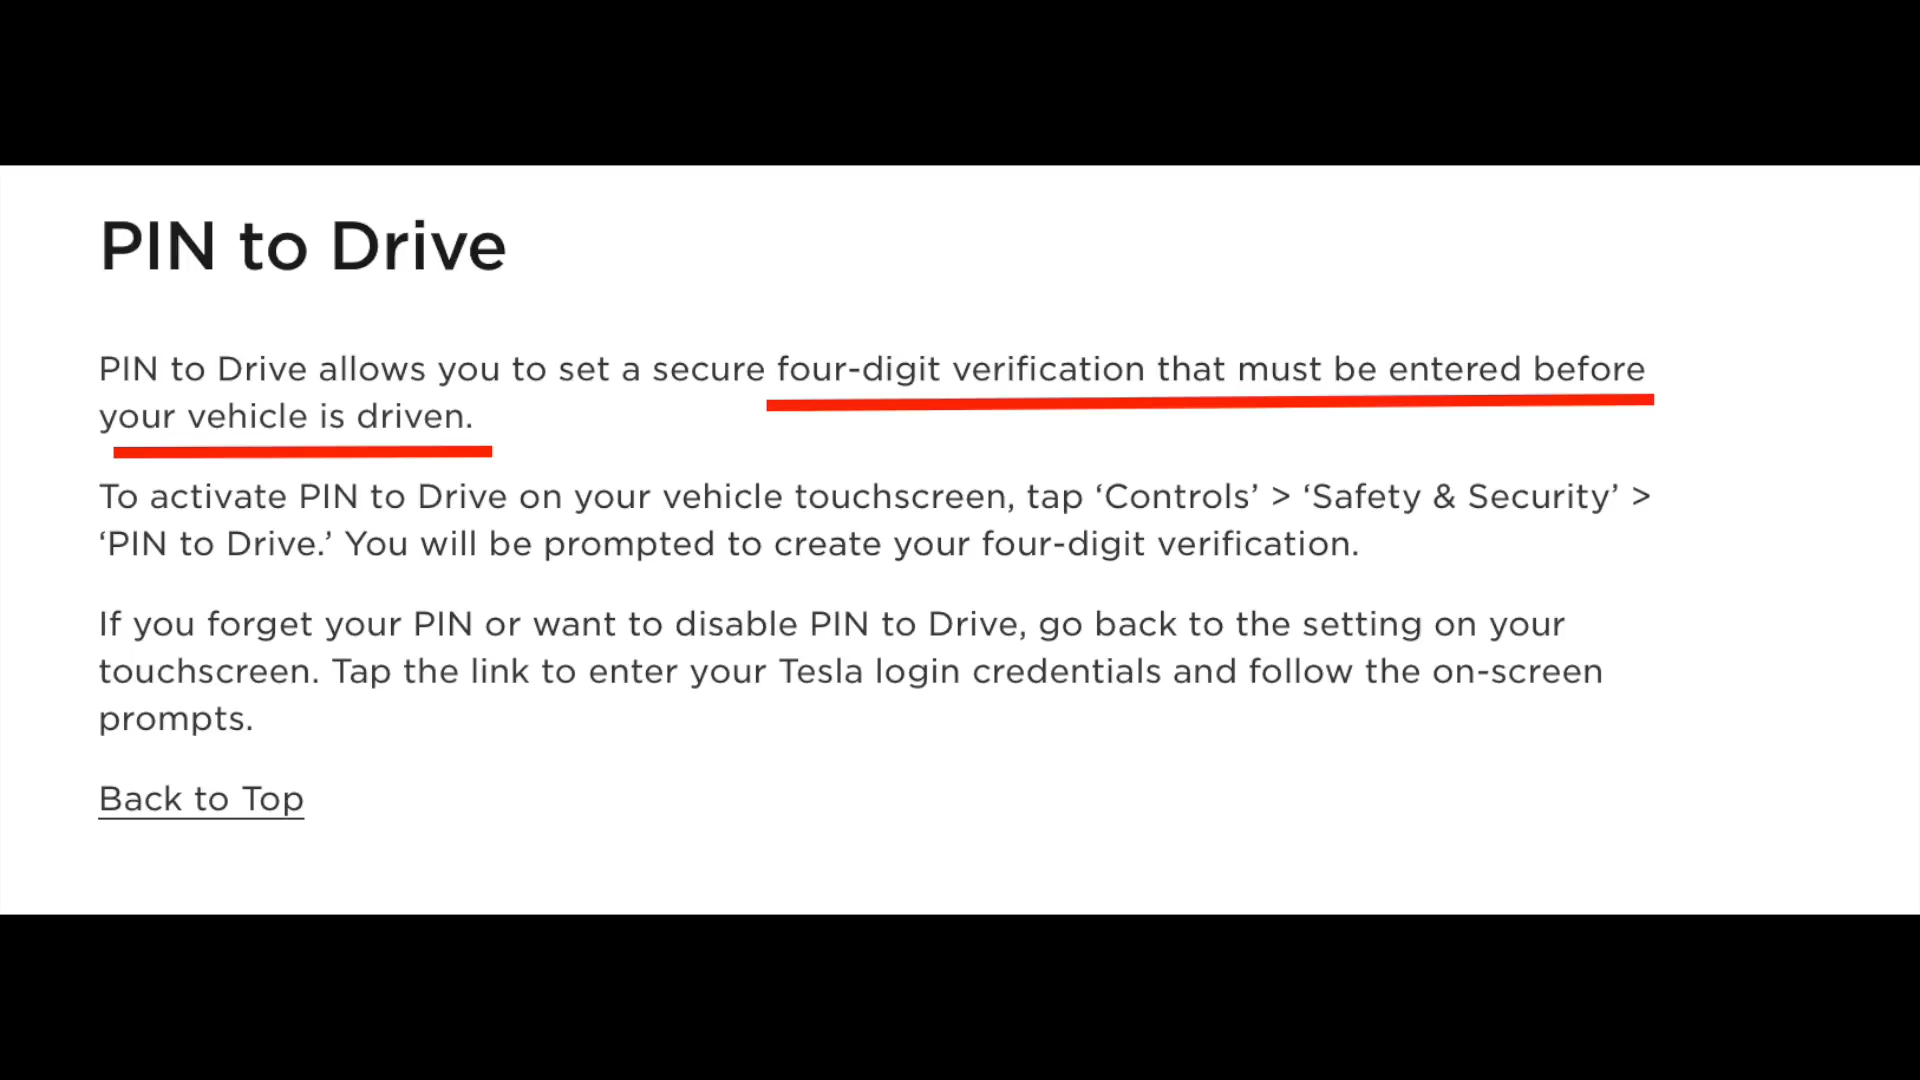 PIN to Drive
PIN to Drive allows you to set a secure four-digit verification that must be entered before
your vehicle is driven.
To activate PIN to Drive on your vehicle touchscreen, tap ‘Controls’ > ‘Safety & Security’ >
‘PIN to Drive.’ You will be prompted to create your four-digit verification.
If you forget your PIN or want to disable PIN to Drive, go back to the setting on your
touchscreen. Tap the link to enter your Tesla login credentials and follow the on-screen
prompts.
Back to Top